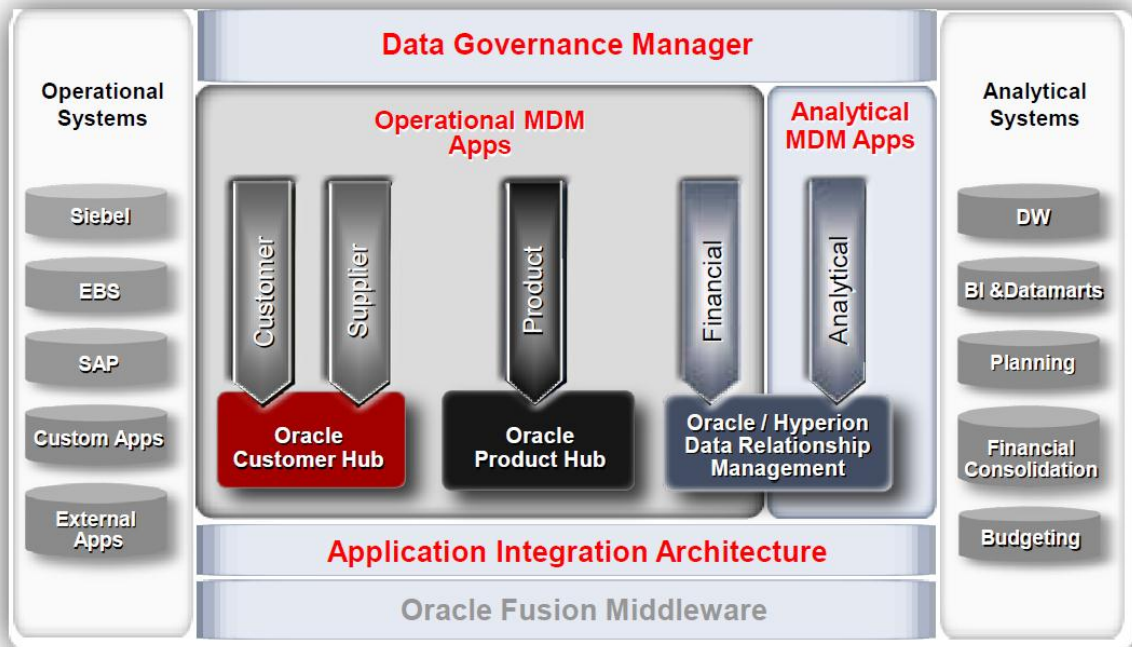 Data Governance Manager
Operational
Systems
Siebel
EBS
SAP
Custom Apps
External
Apps
Operational MDM
Apps
Customer
Supplier
Product
Financial
Oracle
Customer Hub
Oracle
Product Hub
Analytical
MDM Apps
Analytical
Oracle / Hyperion
Data Relationship
Management
Application Integration Architecture
Oracle Fusion Middleware
Analytical
Systems
DW
BI &Datamarts
Planning
Financial
Consolidation
Budgeting